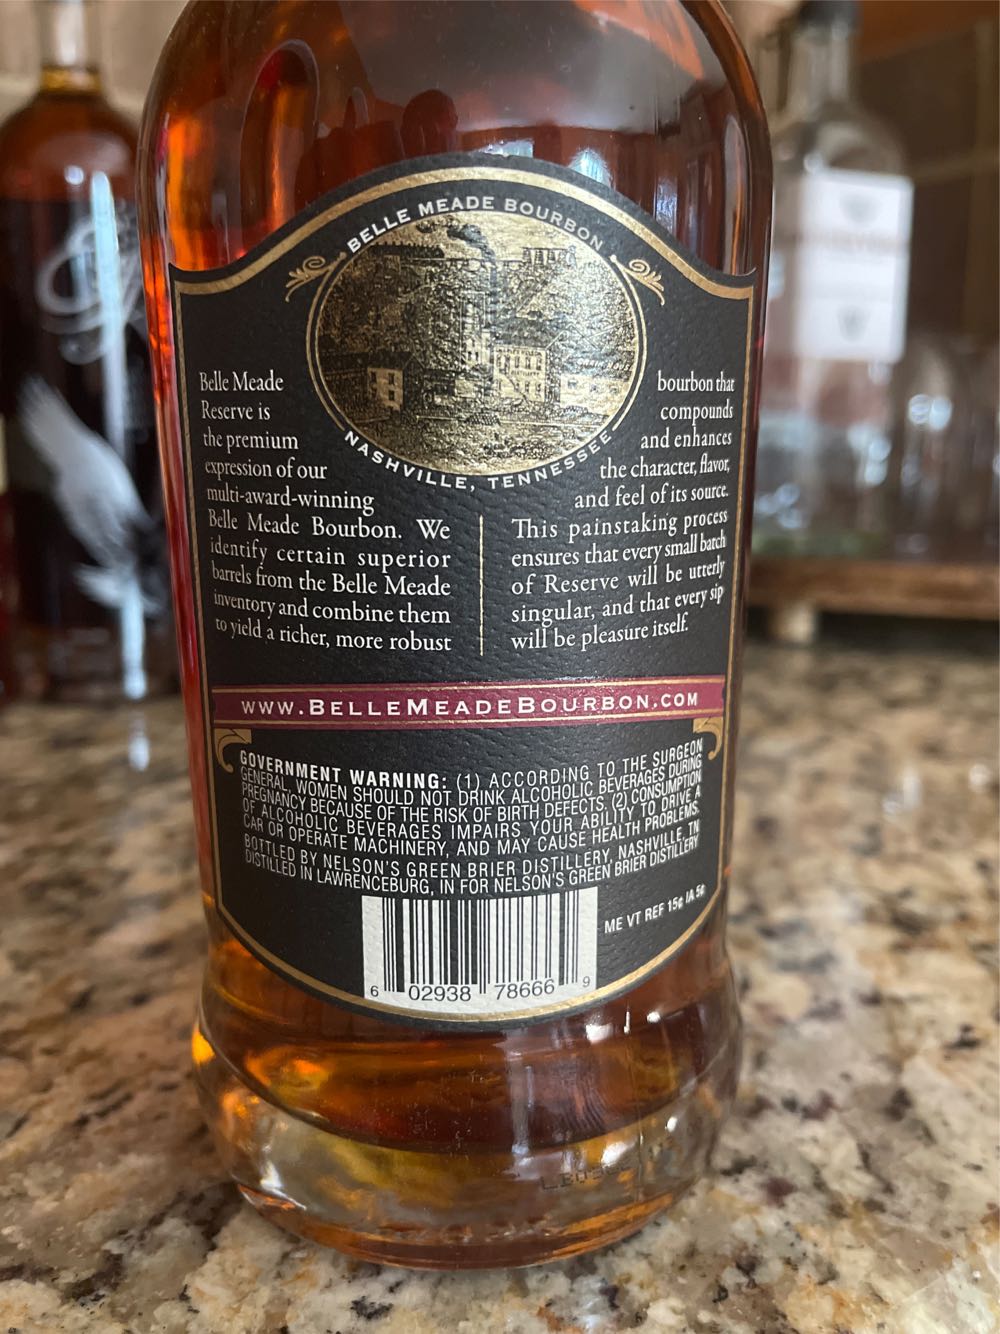 BELLE MEADE BOURBON
NASHVILLE, TENNESSEE
Belle Meade
Reserve is
the premium
expression of our
multi-award-winning
Belle Meade Bourbon. We
identify certain superior
barrels from the Belle Meade
inventory and combine them
to yield a richer, more robust
bourbon that
compounds
and enhances
the character, flavor,
and feel of its source.
This painstaking process
ensures that every small batch
of Reserve will be utterly
singular, and that every sip
will be pleasure itself.
WWW.BELLEMEADEBOURBON.COM
GOVERNMENT WARNING: (1) ACCORDING TO THE SURGEON
GENERAL, WOMEN SHOULD NOT DRINK ALCOHOLIC BEVERAGES DURING
PREGNANCY BECAUSE OF THE RISK OF BIRTH DEFECTS. (2) CONSUMPTION
OF ALCOHOLIC BEVERAGES IMPAIRS YOUR ABILITY TO DRIVE A
CAR OR OPERATE MACHINERY, AND MAY CAUSE HEALTH PROBLEMS.
BOTTLED BY NELSON'S GREEN BRIER DISTILLERY, NASHVILLE, TN
DISTILLED IN LAWRENCEBURG, IN FOR NELSON'S GREEN BRIER DISTILLERY
ME VT REF 15¢ IA 5¢
6 02938 78666 9